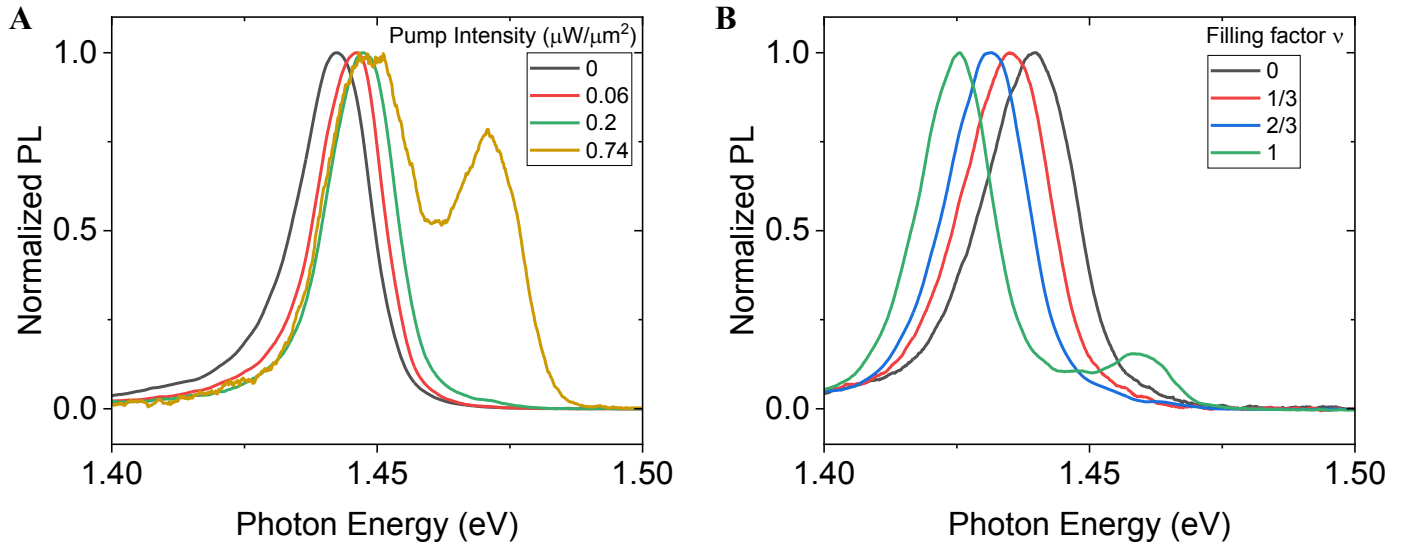 A
Pump Intensity (μW/μm²)
0
0.06
0.2
0.74
1.0
0.5
0.0
Normalized PL
1.40
1.45
1.50
Photon Energy (eV)
B
Filling factor ν
0
1/3
2/3
1
1.0
0.5
0.0
Normalized PL
1.40
1.45
1.50
Photon Energy (eV)